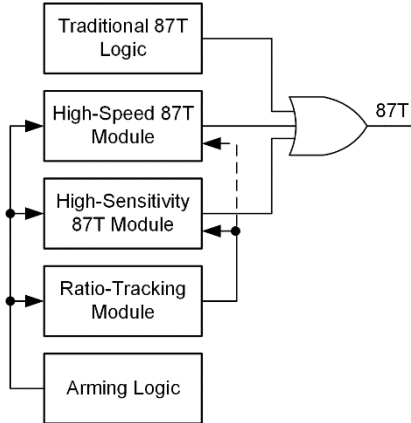 Traditional 87T
Logic
High-Speed 87T
Module
87T
High-Sensitivity
87T Module
Ratio-Tracking
Module
Arming Logic